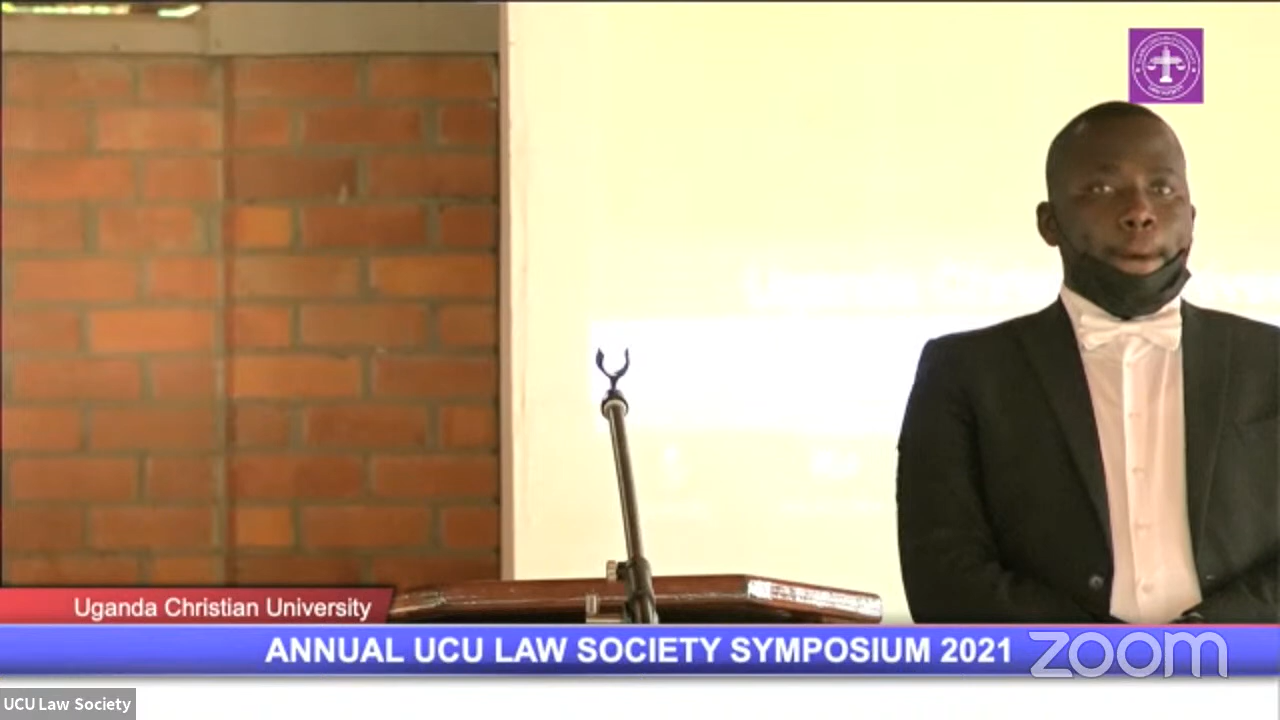 Uganda Christian University
ANNUAL UCU LAW SOCIETY SYMPOSIUM 2021
zoom
UCU Law Society